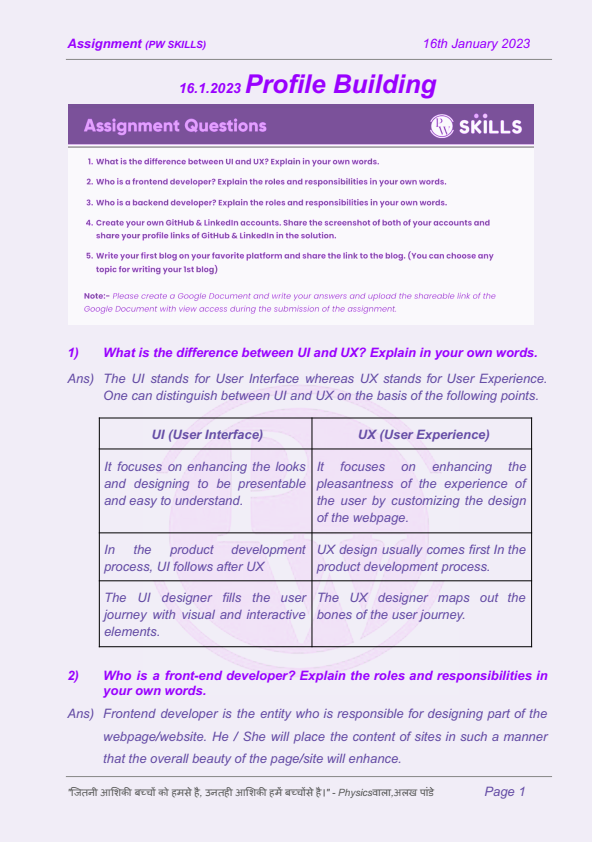 Assignment (PW SKILLS) 16th January 2023
16.1.2023 Profile Building
Assignment Questions PW SKILLS
1. What is the difference between UI and UX? Explain in your own words.
2. Who is a frontend developer? Explain the roles and responsibilities in your own words.
3. Who is a backend developer? Explain the roles and responsibilities in your own words.
4. Create your own GitHub & LinkedIn accounts. Share the screenshot of both of your accounts and
share your profile links of GitHub & LinkedIn in the solution.
5. Write your first blog on your favorite platform and share the link to the blog. (You can choose any
topic for writing your 1st blog)
Note:- Please create a Google Document and write your answers and upload the shareable link of the
Google Document with view access during the submission of the assignment.
1) What is the difference between UI and UX? Explain in your own words.
Ans) The UI stands for User Interface whereas UX stands for User Experience.
One can distinguish between UI and UX on the basis of the following points.
UI (User Interface) UX (User Experience)
It focuses on enhancing the looks
and designing to be presentable
and easy to understand.
It focuses on enhancing the
pleasantness of the experience of
the user by customizing the design
of the webpage.
In the product development
process, UI follows after UX
UX design usually comes first In the
product development process.
The UI designer fills the user
journey with visual and interactive
elements.
The UX designer maps out the
bones of the user journey.
2) Who is a front-end developer? Explain the roles and responsibilities in
your own words.
Ans) Frontend developer is the entity who is responsible for designing part of the
webpage/website. He / She will place the content of sites in such a manner
that the overall beauty of the page/site will enhance.
"जितनी आशिकी बच्चों को हमसे है, उनतही आशिकी हमें बच्चोंसे है।" - Physicsवाला,अलख पांडे Page 1